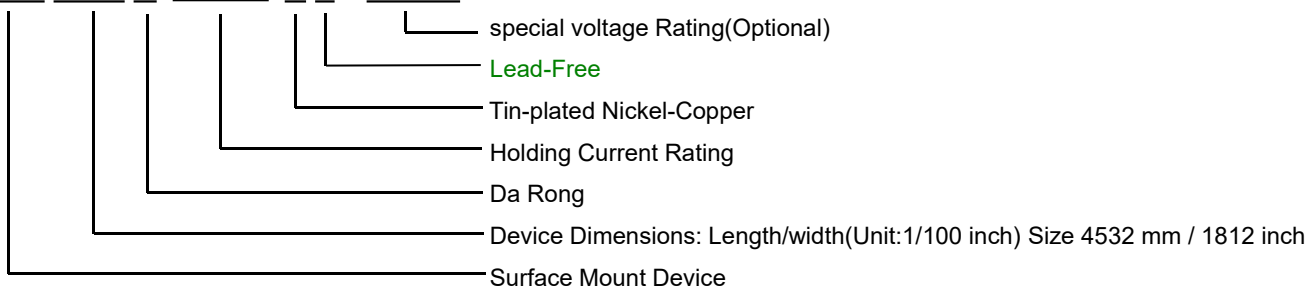 special voltage Rating(Optional)
Lead-Free
Tin-plated Nickel-Copper
Holding Current Rating
Da Rong
Device Dimensions: Length/width(Unit:1/100 inch) Size 4532 mm / 1812 inch
Surface Mount Device